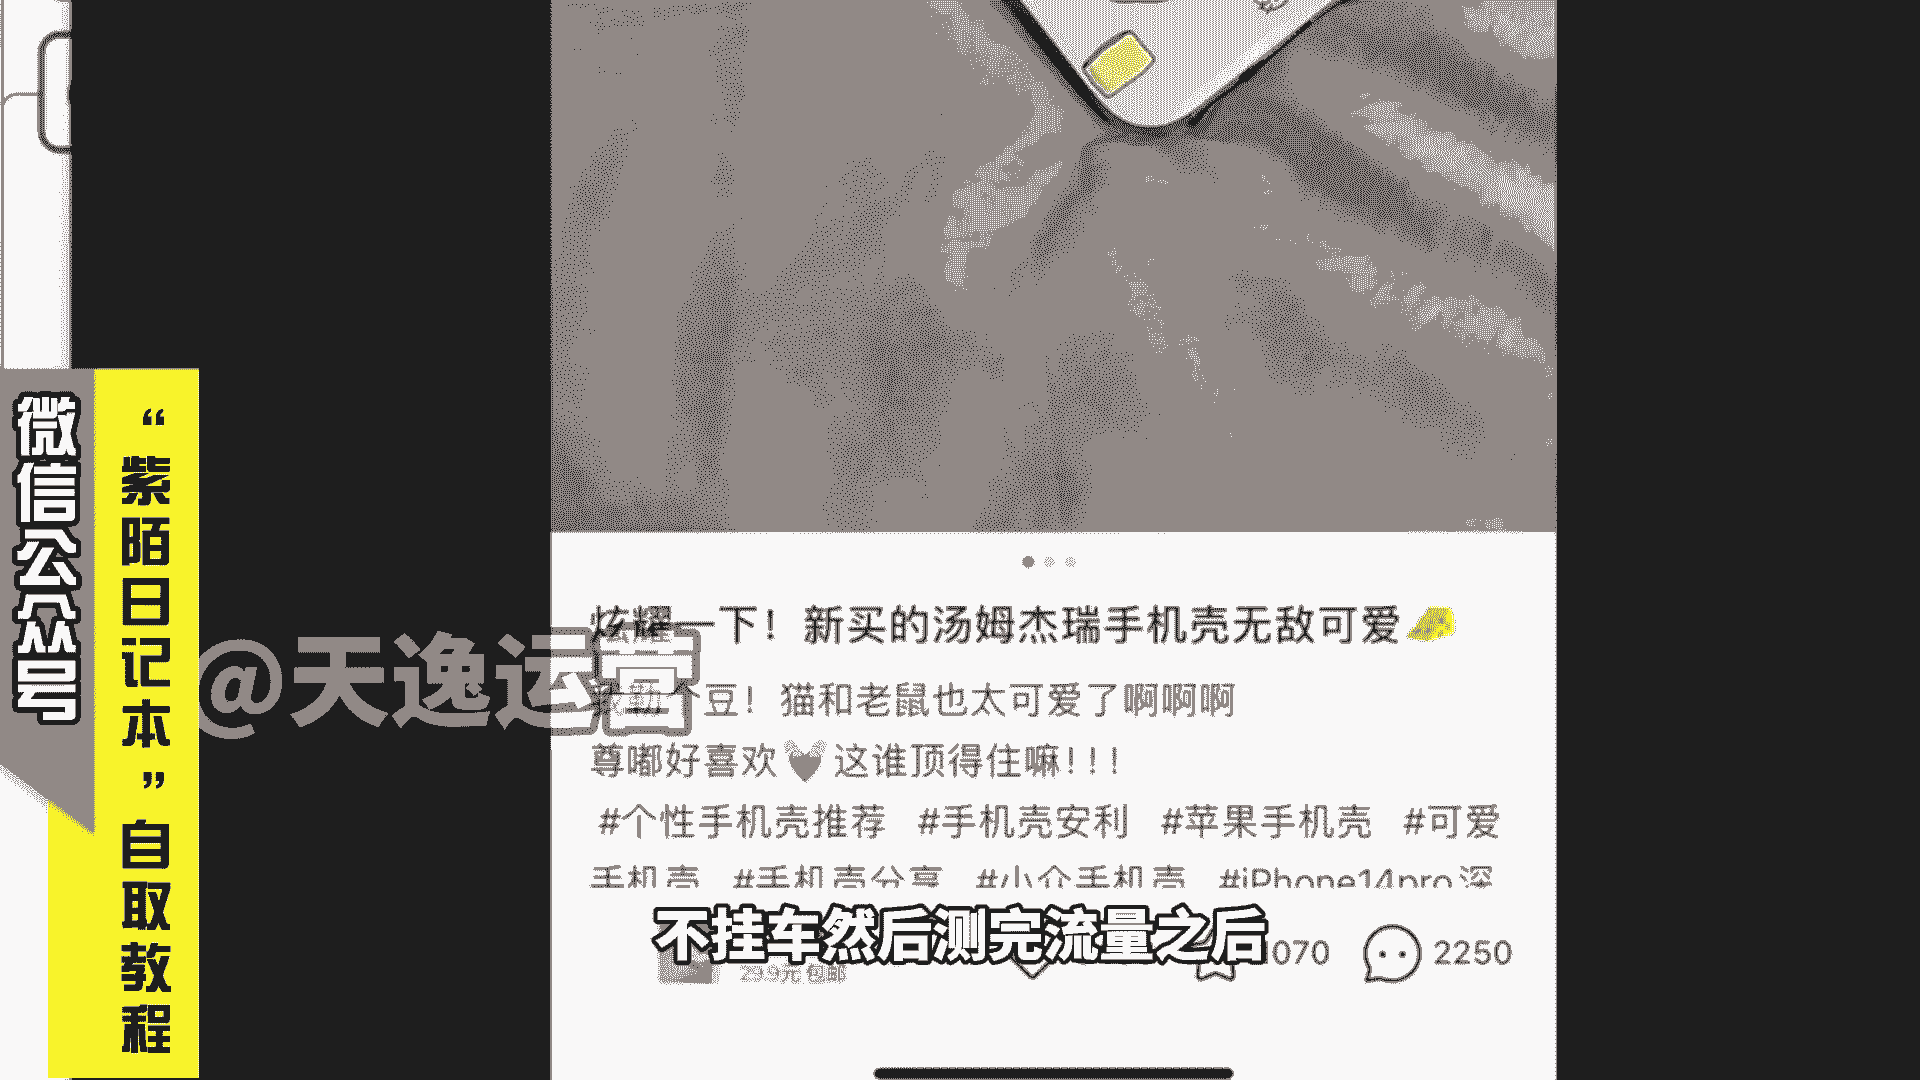 微信公众号
“紫陌日记本”自取教程
@天逸运营
炫耀一下！新买的汤姆杰瑞手机壳无敌可爱
我勒个豆！猫和老鼠也太可爱了啊啊啊
尊嘟好喜欢 这谁顶得住嘛!!!
#个性手机壳推荐 #手机壳安利 #苹果手机壳 #可爱
手机壳 #手机壳分享 #小众手机壳 #iPhone14pro深
不挂车然后测完流量之后
070 2250
29.9元 包邮